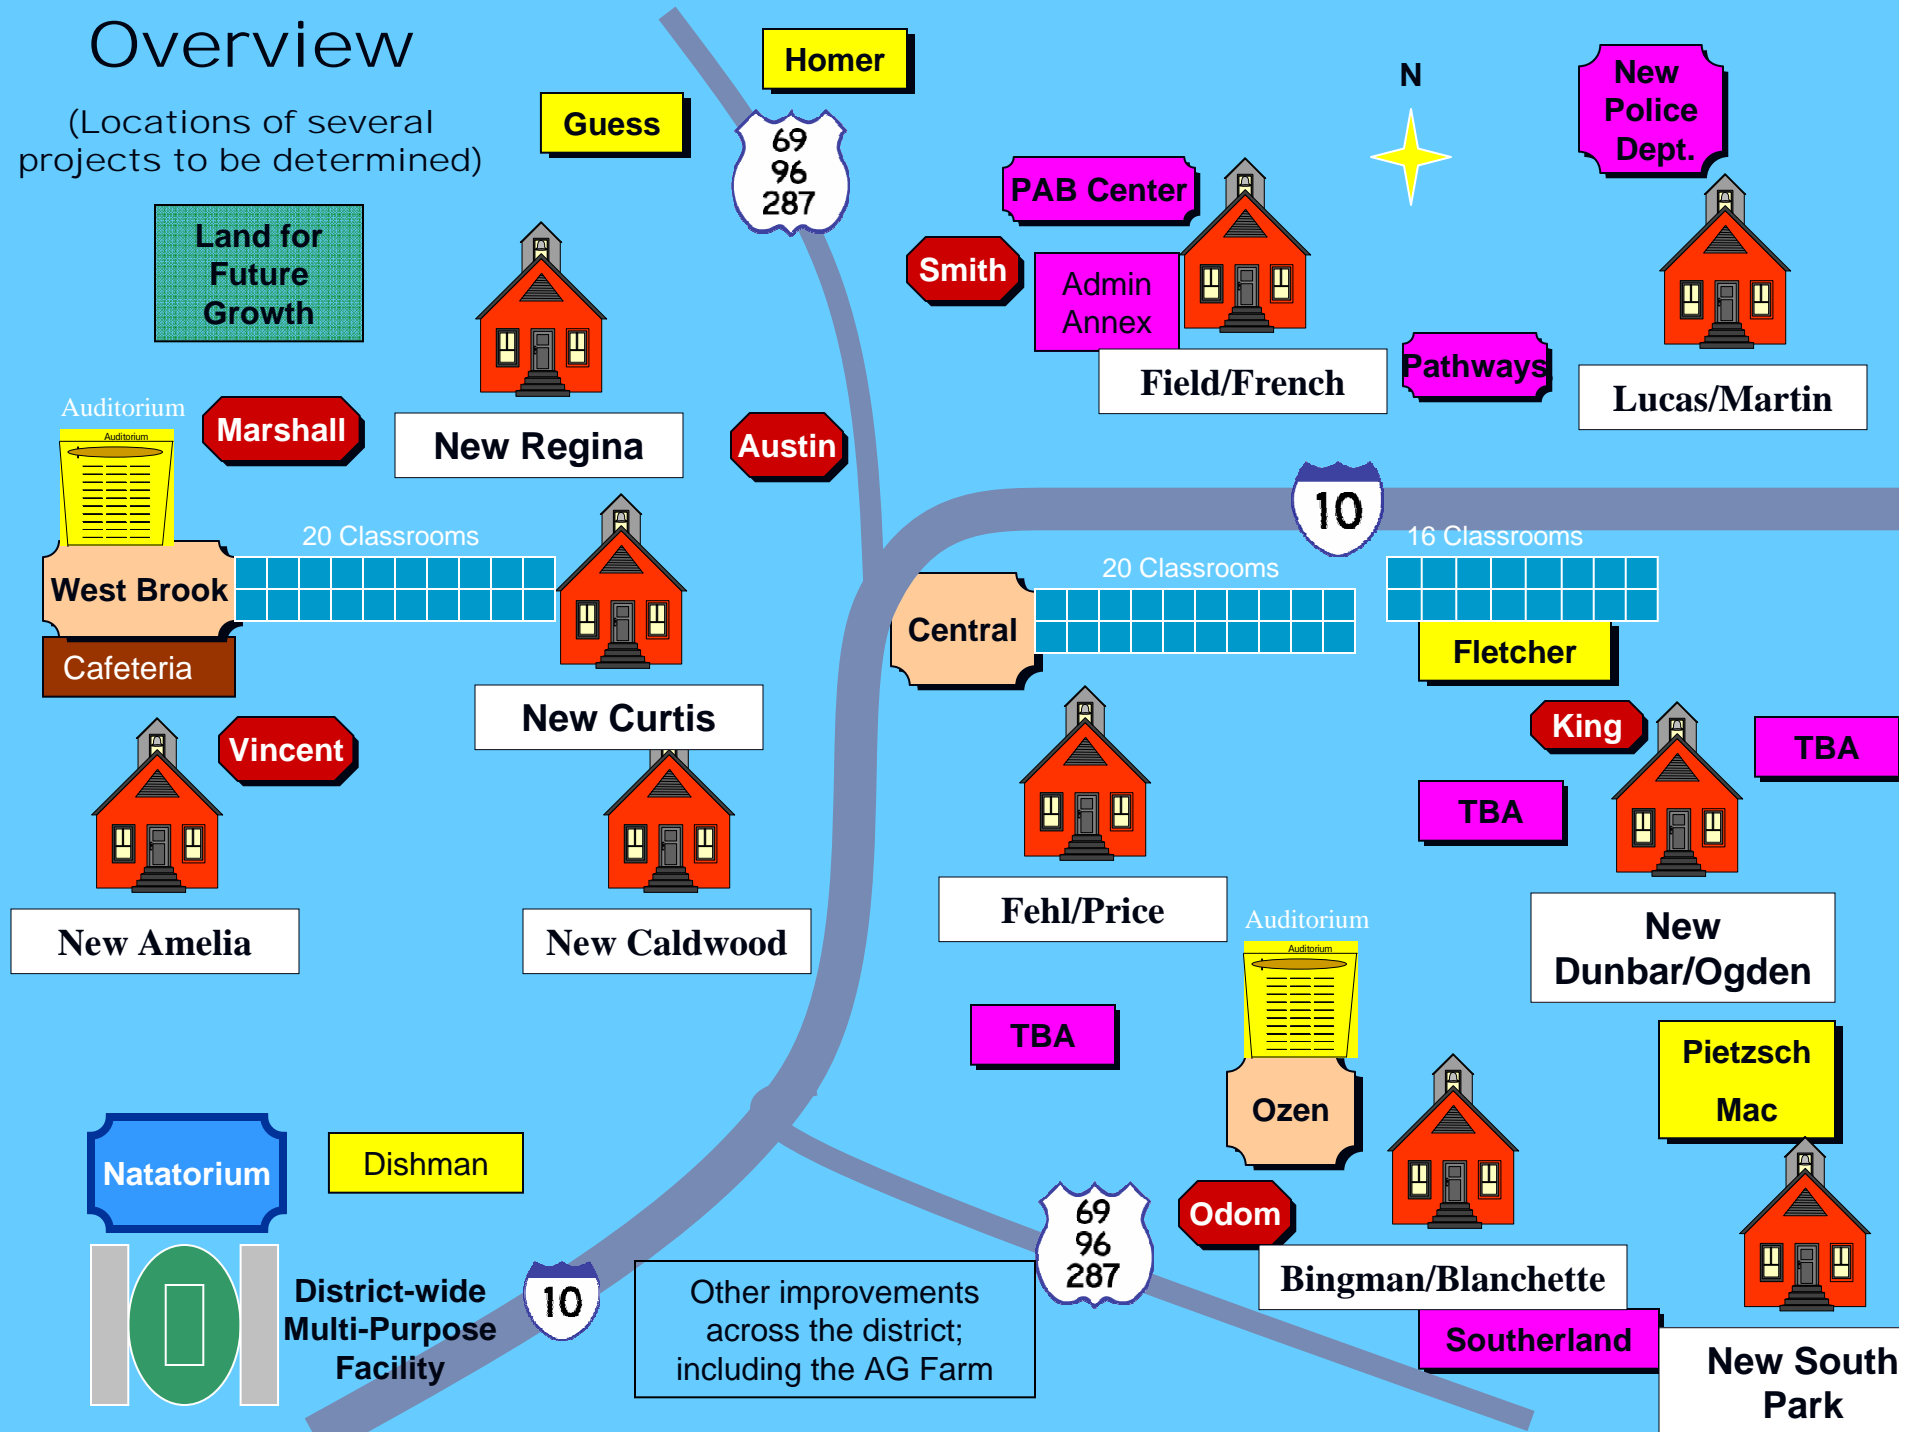 Overview
(Locations of several
projects to be determined)
Homer
Guess
69
96
287
N
New
Police
Dept.
PAB Center
Smith
Admin
Annex
Field/French
Pathways
Lucas/Martin
Land for
Future
Growth
Auditorium
Auditorium
Marshall
New Regina
Austin
10
20 Classrooms
West Brook
Cafeteria
20 Classrooms
Central
16 Classrooms
Fletcher
New Curtis
Vincent
King
TBA
TBA
New Amelia
New Caldwood
Fehl/Price
New
Dunbar/Ogden
Auditorium
Auditorium
TBA
Ozen
Pietzsch
Mac
Natatorium
Dishman
69
96
287
Odom
Bingman/Blanchette
District-wide
Multi-Purpose
Facility
10
Other improvements
across the district;
including the AG Farm
Southerland
New South
Park